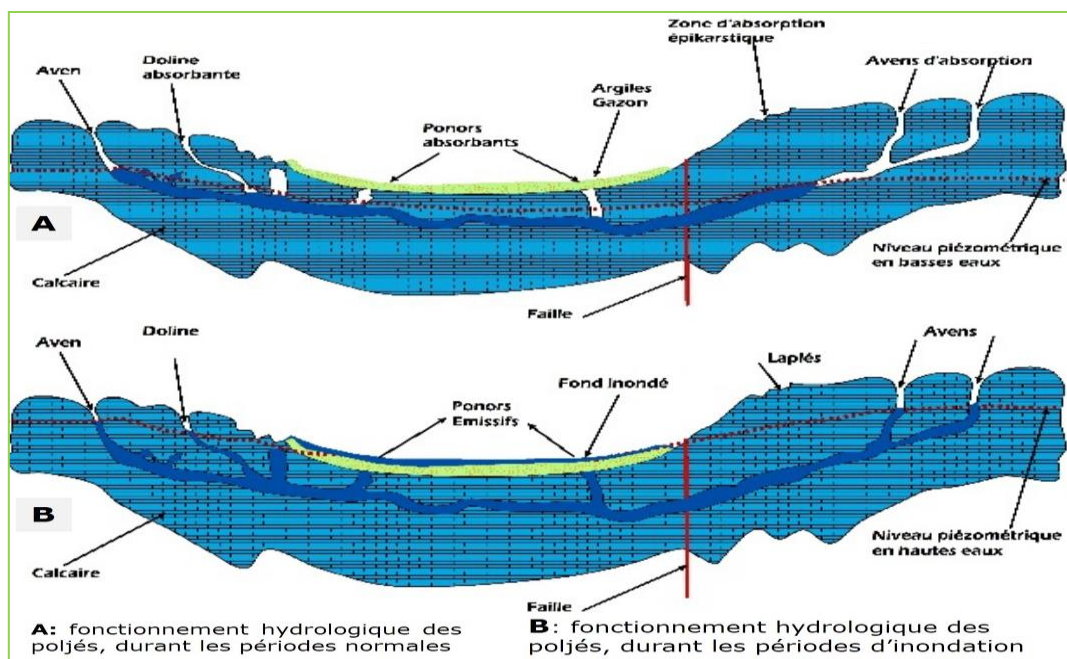 Zone d'absorption
épikarstique
Doline
absorbante
Aven
Avens d'absorption
Argiles
Gazon
Ponors
absorbants
A
Niveau piézométrique
en basses eaux
Calcaire
Faille
Doline
Aven
Avens
Laplés
Fond inondé
Ponors
Emissifs
B
Niveau piézométrique
en hautes eaux
Calcaire
Faille
A: fonctionnement hydrologique des
poljés, durant les périodes normales
B: fonctionnement hydrologique des
poljés, durant les périodes d'inondation